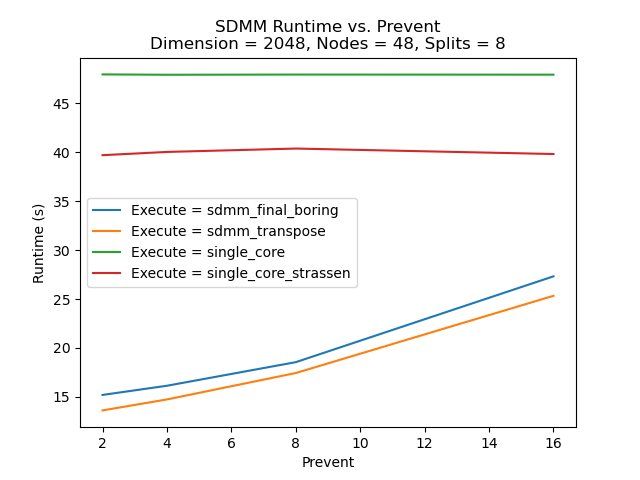 SDMM Runtime vs. Prevent
Dimension = 2048, Nodes = 48, Splits = 8
Runtime (s)
45
40
35
30
25
20
15
Execute = sdmm_final_boring
Execute = sdmm_transpose
Execute = single_core
Execute = single_core_strassen
2 4 6 8 10 12 14 16
Prevent